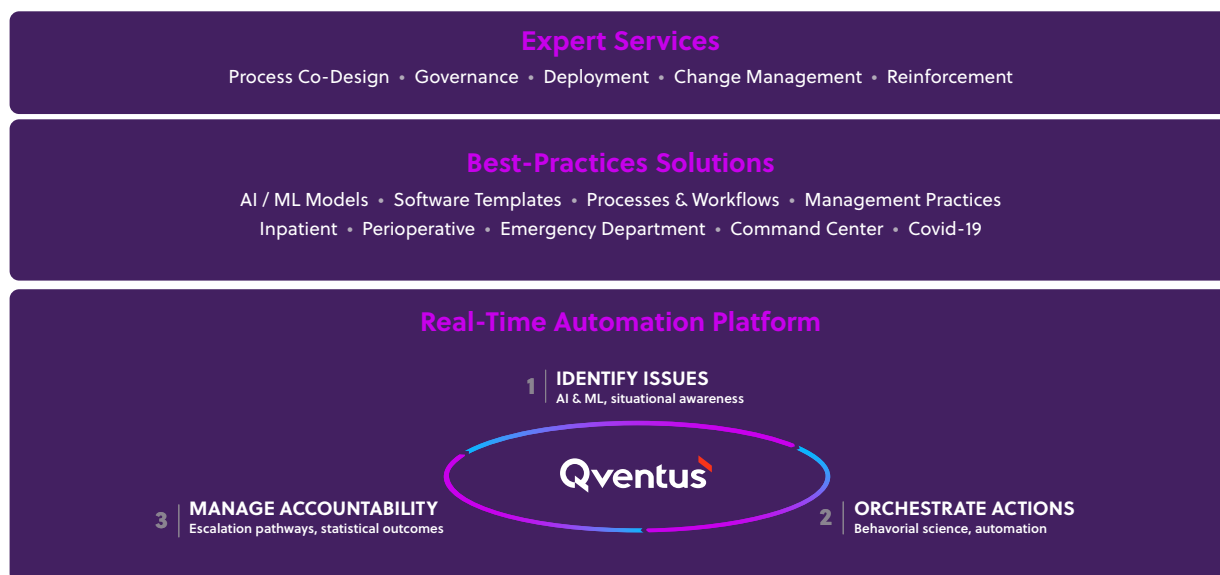 Expert Services
Process Co-Design • Governance • Deployment • Change Management • Reinforcement
Best-Practices Solutions
AI / ML Models • Software Templates • Processes & Workflows • Management Practices
Inpatient • Perioperative • Emergency Department • Command Center • Covid-19
Real-Time Automation Platform
1 IDENTIFY ISSUES
AI & ML, situational awareness
Qventus
3 MANAGE ACCOUNTABILITY
Escalation pathways, statistical outcomes
2 ORCHESTRATE ACTIONS
Behavorial science, automation